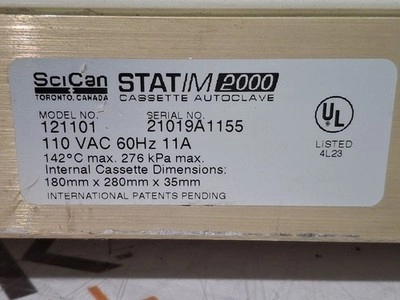 SciCan
TORONTO, CANADA
STATIM 2000
CASSETTE AUTOCLAVE
MODEL NO. SERIAL NO.
121101 21019A1155
110 VAC 60Hz 11A
142°C max. 276 kPa max.
Internal Cassette Dimensions:
180mm x 280mm x 35mm
INTERNATIONAL PATENTS PENDING
UL
LISTED
4L23